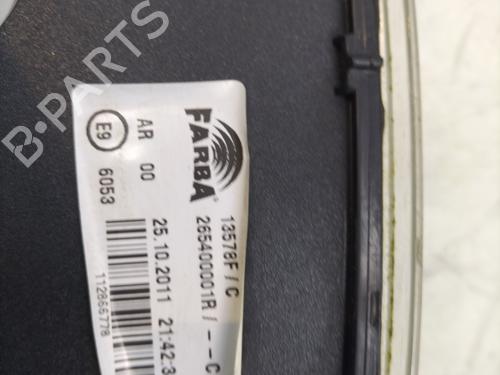 B-PARTS
FARBA
13578F / C
265400001R / --C
AR 00
25.10.2011 21:42:3
E9 6053
112866778